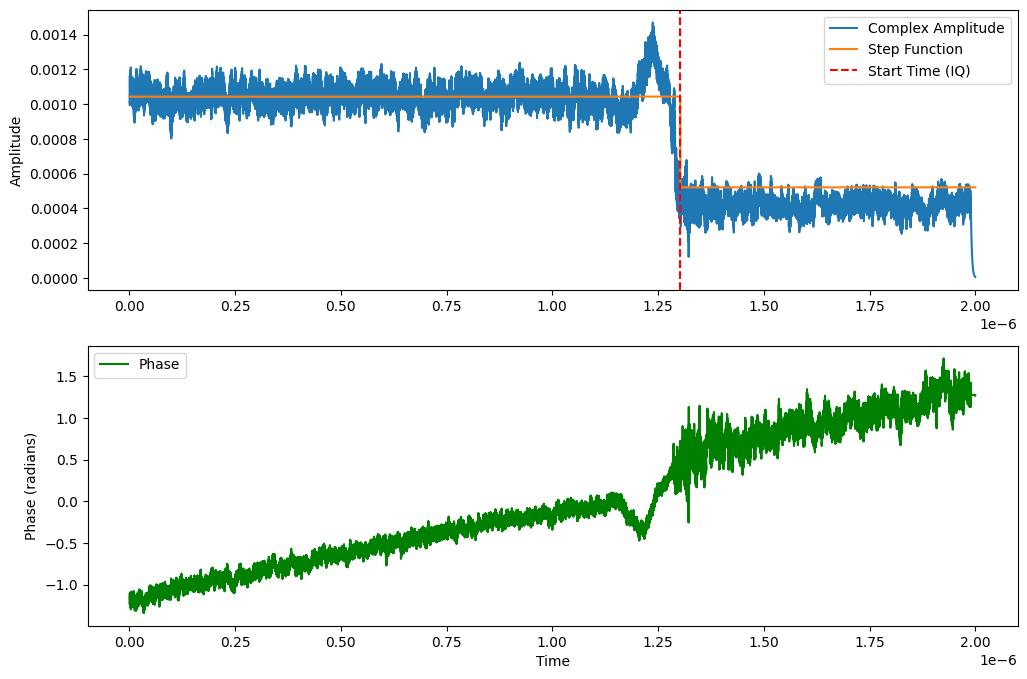 Amplitude
0.0014
0.0012
0.0010
0.0008
0.0006
0.0004
0.0002
0.0000
Complex Amplitude
Step Function
Start Time (IQ)
0.00 0.25 0.50 0.75 1.00 1.25 1.50 1.75 2.00
1e−6
Phase (radians)
1.5
1.0
0.5
0.0
−0.5
−1.0
Phase
0.00 0.25 0.50 0.75 1.00 1.25 1.50 1.75 2.00
Time
1e−6